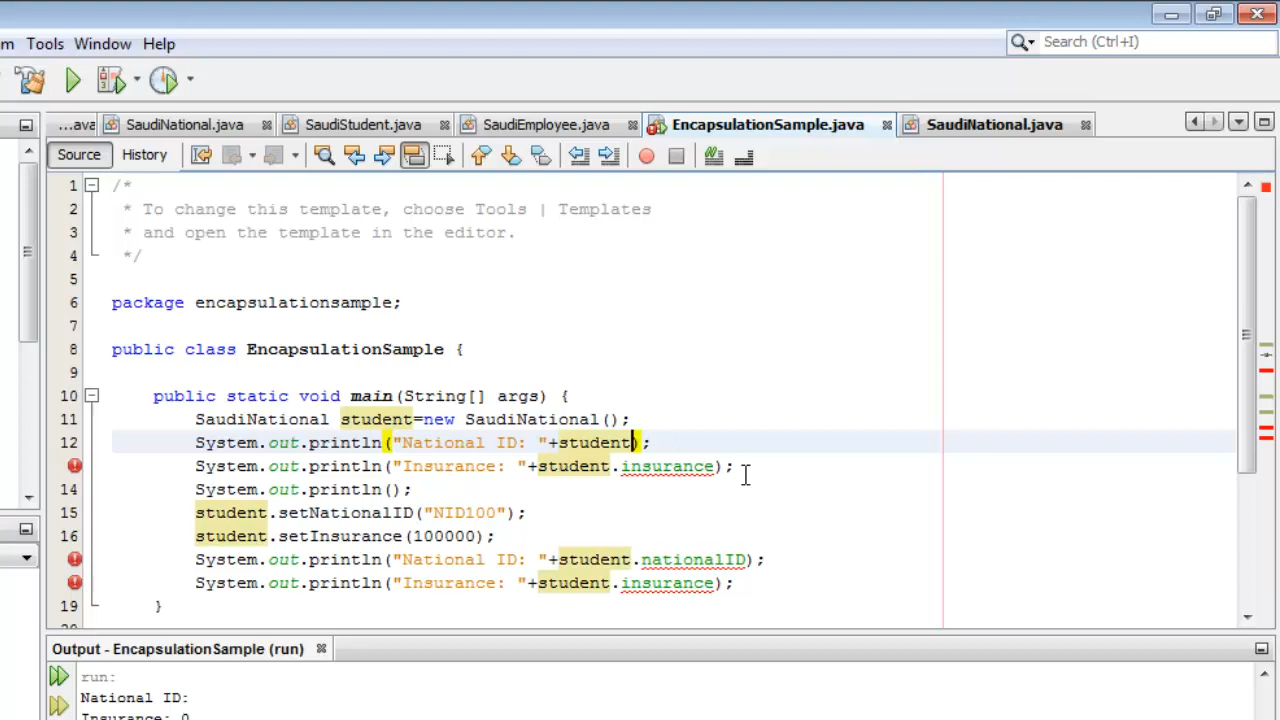 m Tools Window Help
Search (Ctrl+I)
...ava SaudiNational.java SaudiStudent.java SaudiEmployee.java EncapsulationSample.java SaudiNational.java
Source History
1 /*
2 * To change this template, choose Tools | Templates
3 * and open the template in the editor.
4 */
5
6 package encapsulationsample;
7
8 public class EncapsulationSample {
9
10 public static void main(String[] args) {
11 SaudiNational student=new SaudiNational();
12 System.out.println("National ID: "+student);
System.out.println("Insurance: "+student.insurance);
14 System.out.println();
15 student.setNationalID("NID100");
16 student.setInsurance(100000);
System.out.println("National ID: "+student.nationalID);
System.out.println("Insurance: "+student.insurance);
19 }
Output - EncapsulationSample (run)
run:
National ID:
Insurance: 0